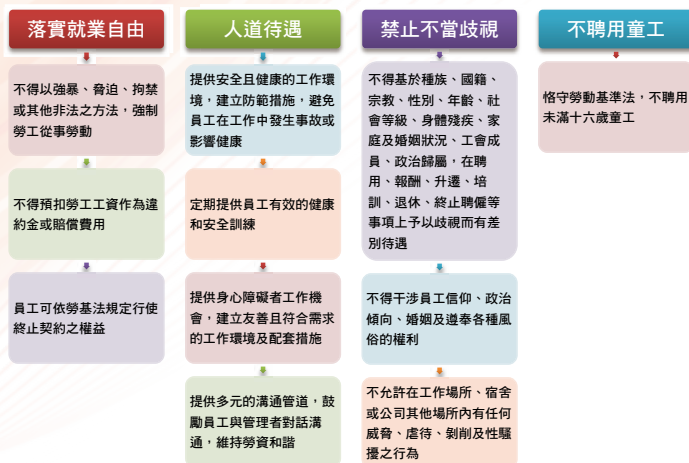 落實就業自由
不得以強暴、脅迫、拘禁
或其他非法之方法，強制
勞工從事勞動
不得預扣勞工工資作為違
約金或賠償費用
員工可依勞基法規定行使
終止契約之權益
人道待遇
提供安全且健康的工作環
境，建立防範措施，避免
員工在工作中發生事故或
影響健康
定期提供員工有效的健康
和安全訓練
提供身心障礙者工作機
會，建立友善且符合需求
的工作環境及配套措施
提供多元的溝通管道，鼓
勵員工與管理者對話溝
通，維持勞資和諧
禁止不當歧視
不得基於種族、國籍、
宗教、性別、年齡、社
會等級、身體殘疾、家
庭及婚姻狀況、工會成
員、政治歸屬，在聘
用、報酬、升遷、培
訓、退休、終止聘僱等
事項上予以歧視而有差
別待遇
不得干涉員工信仰、政治
傾向、婚姻及遵奉各種風
俗的權利
不允許在工作場所、宿舍
或公司其他場所內有任何
威脅、虐待、剝削及性騷
擾之行為
不聘用童工
恪守勞動基準法，不聘用
未滿十六歲童工